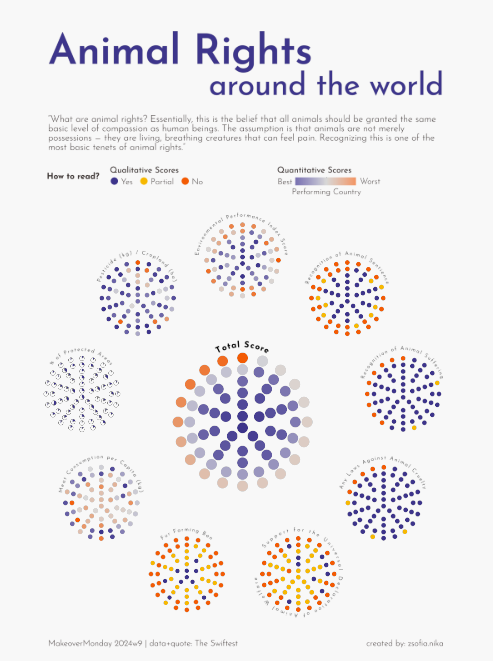 Animal Rights
around the world
"What are animal rights? Essentially, this is the belief that all animals should be granted the same
basic level of compassion as human beings. The assumption is that animals are not merely
possessions – they are living, breathing creatures that can feel pain. Recognizing this is one of the
most basic tenets of animal rights."
How to read?
Qualitative Scores
Yes Partial No
Quantitative Scores
Best Worst
Performing Country
Environmental Performance Index Score
Pesticide (kg) / Cropland (kg)
Recognition of Animal Sentience
Total Score
% of Protected Areas
Recognition of Animal Suffering
Meat Consumption per Capita (kg)
Any Laws Against Animal Cruelty
Fur Farming Ban
Support for the Universal Declaration of Animal Welfare
MakeoverMonday 2024w9 | data+quote: The Swiftest
created by: zsofia.nika